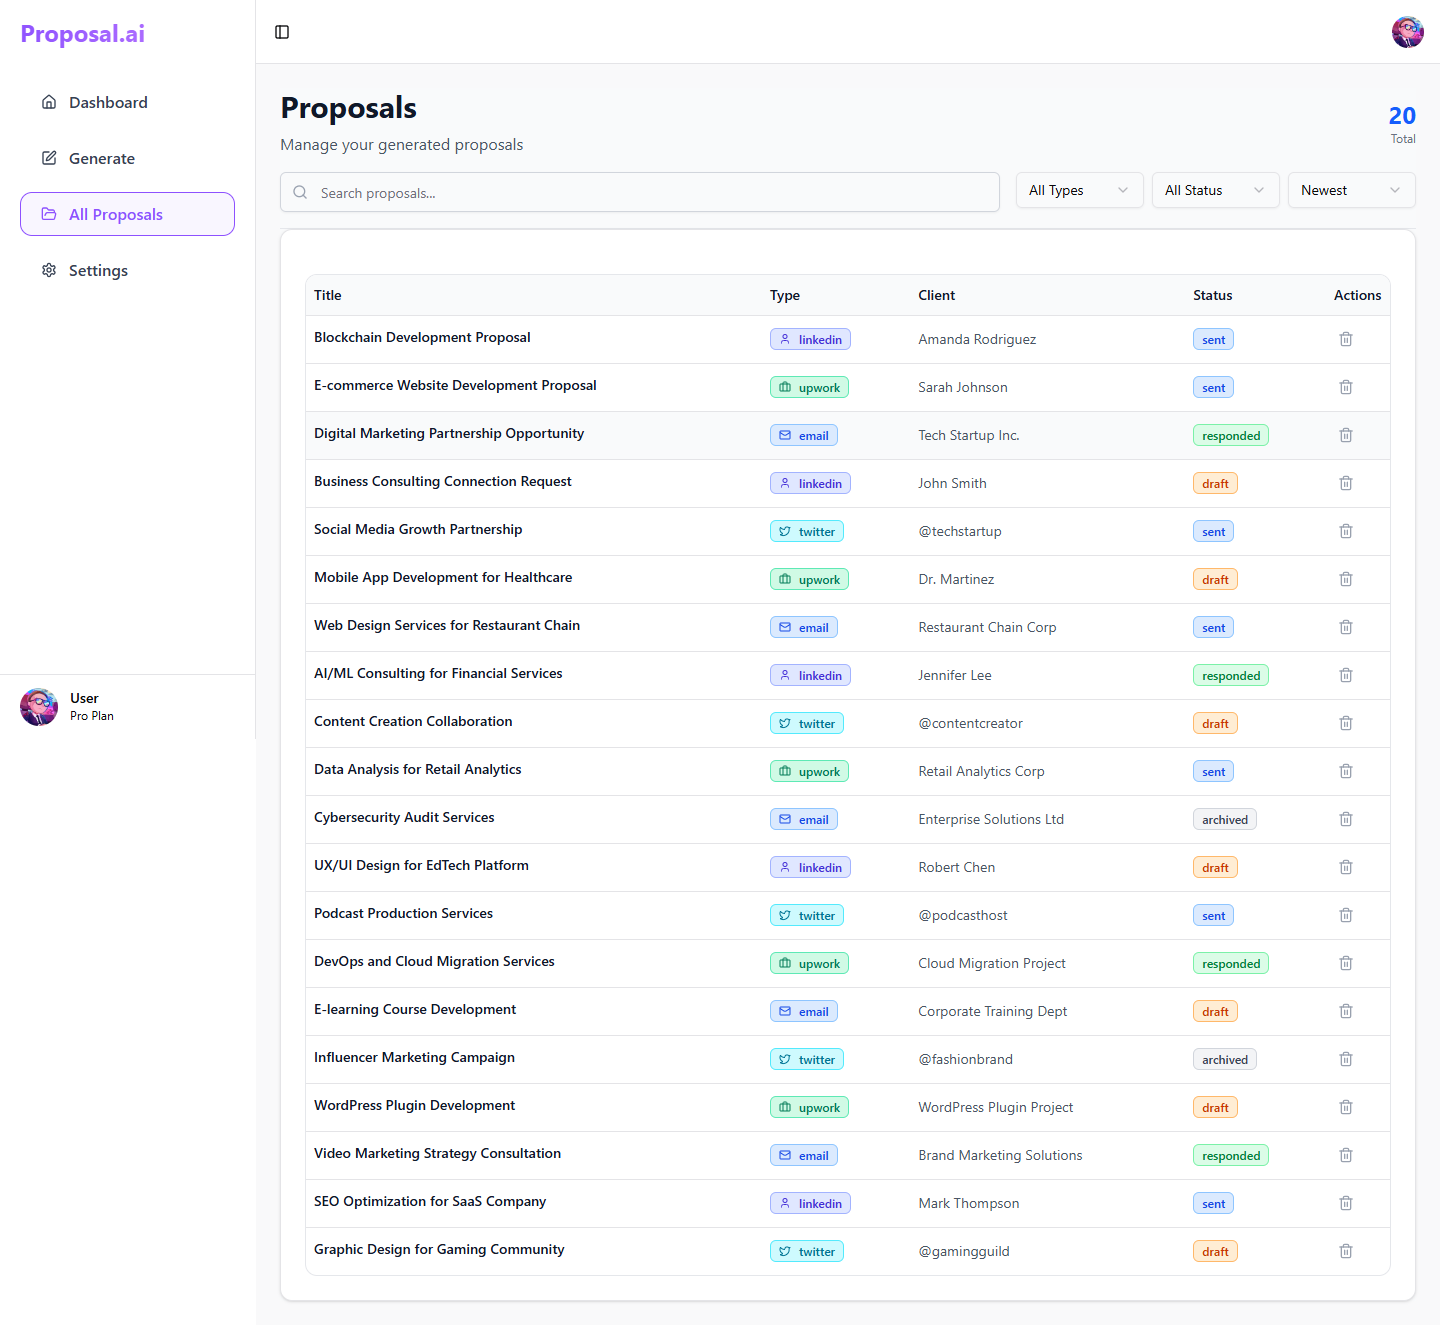 Proposal.ai
Dashboard
Generate
All Proposals
Settings
User
Pro Plan
Proposals
Manage your generated proposals
20
Total
Search proposals...
All Types
All Status
Newest
Title Type Client Status Actions
Blockchain Development Proposal linkedin Amanda Rodriguez sent
E-commerce Website Development Proposal upwork Sarah Johnson sent
Digital Marketing Partnership Opportunity email Tech Startup Inc. responded
Business Consulting Connection Request linkedin John Smith draft
Social Media Growth Partnership twitter @techstartup sent
Mobile App Development for Healthcare upwork Dr. Martinez draft
Web Design Services for Restaurant Chain email Restaurant Chain Corp sent
AI/ML Consulting for Financial Services linkedin Jennifer Lee responded
Content Creation Collaboration twitter @contentcreator draft
Data Analysis for Retail Analytics upwork Retail Analytics Corp sent
Cybersecurity Audit Services email Enterprise Solutions Ltd archived
UX/UI Design for EdTech Platform linkedin Robert Chen draft
Podcast Production Services twitter @podcasthost sent
DevOps and Cloud Migration Services upwork Cloud Migration Project responded
E-learning Course Development email Corporate Training Dept draft
Influencer Marketing Campaign twitter @fashionbrand archived
WordPress Plugin Development upwork WordPress Plugin Project draft
Video Marketing Strategy Consultation email Brand Marketing Solutions responded
SEO Optimization for SaaS Company linkedin Mark Thompson sent
Graphic Design for Gaming Community twitter @gamingguild draft